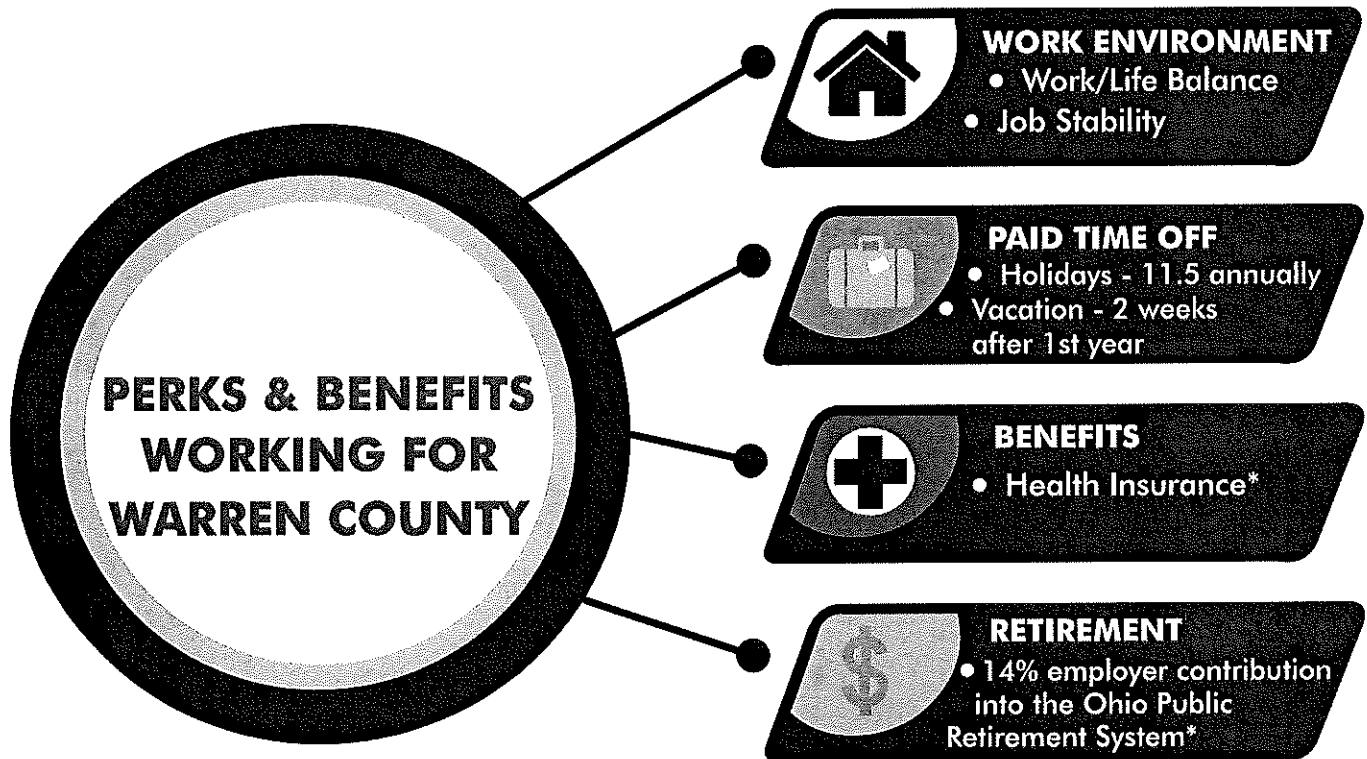 PERKS & BENEFITS
WORKING FOR
WARREN COUNTY
WORK ENVIRONMENT
• Work/Life Balance
• Job Stability
PAID TIME OFF
• Holidays - 11.5 annually
• Vacation - 2 weeks
after 1st year
BENEFITS
• Health Insurance*
$
RETIREMENT
• 14% employer contribution
into the Ohio Public
Retirement System*